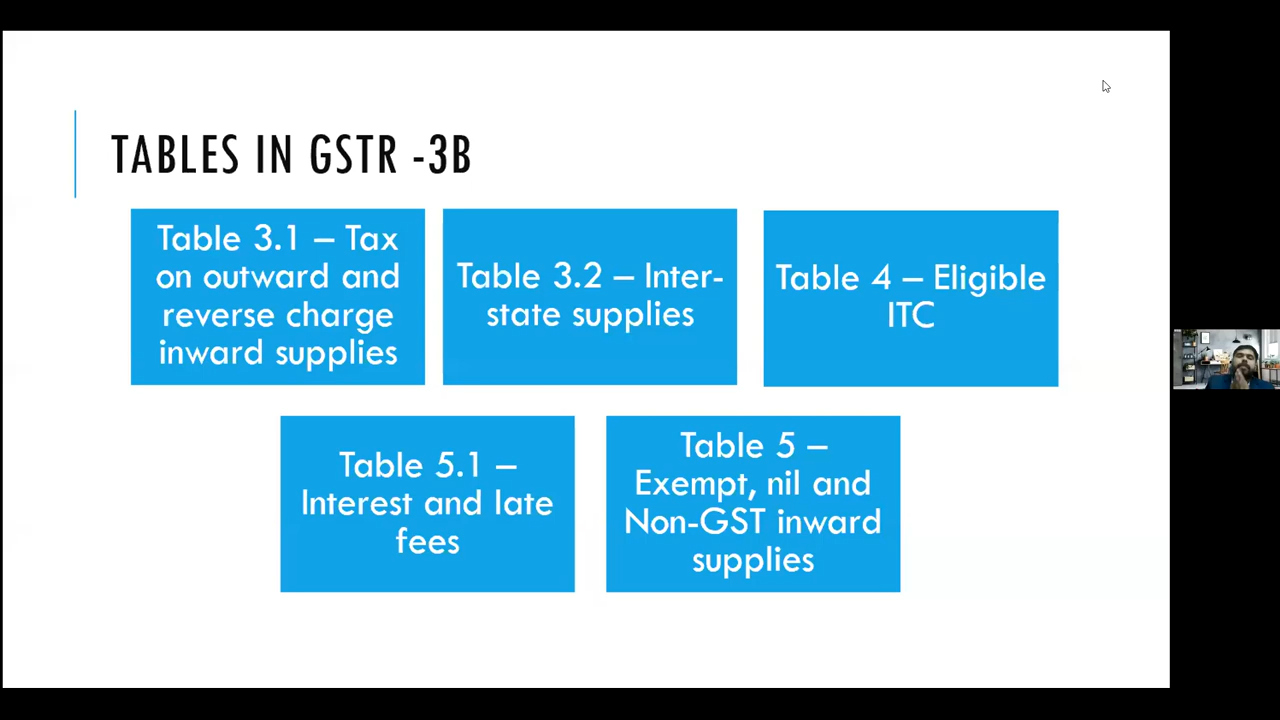 TABLES IN GSTR -3B
Table 3.1 – Tax
on outward and
reverse charge
inward supplies
Table 3.2 – Inter-
state supplies
Table 4 – Eligible
ITC
Table 5.1 –
Interest and late
fees
Table 5 –
Exempt, nil and
Non-GST inward
supplies